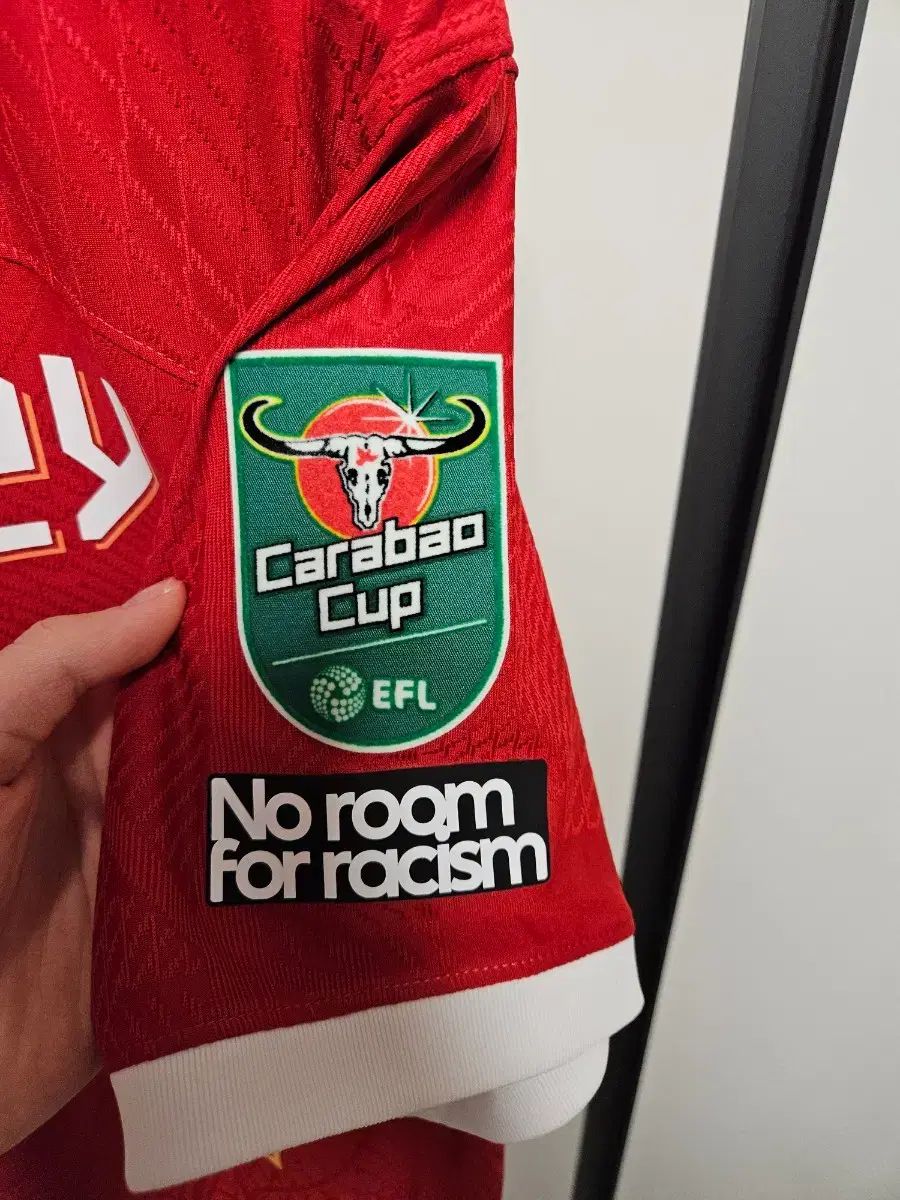 Carabao
Cup
EFL
No room
for racism